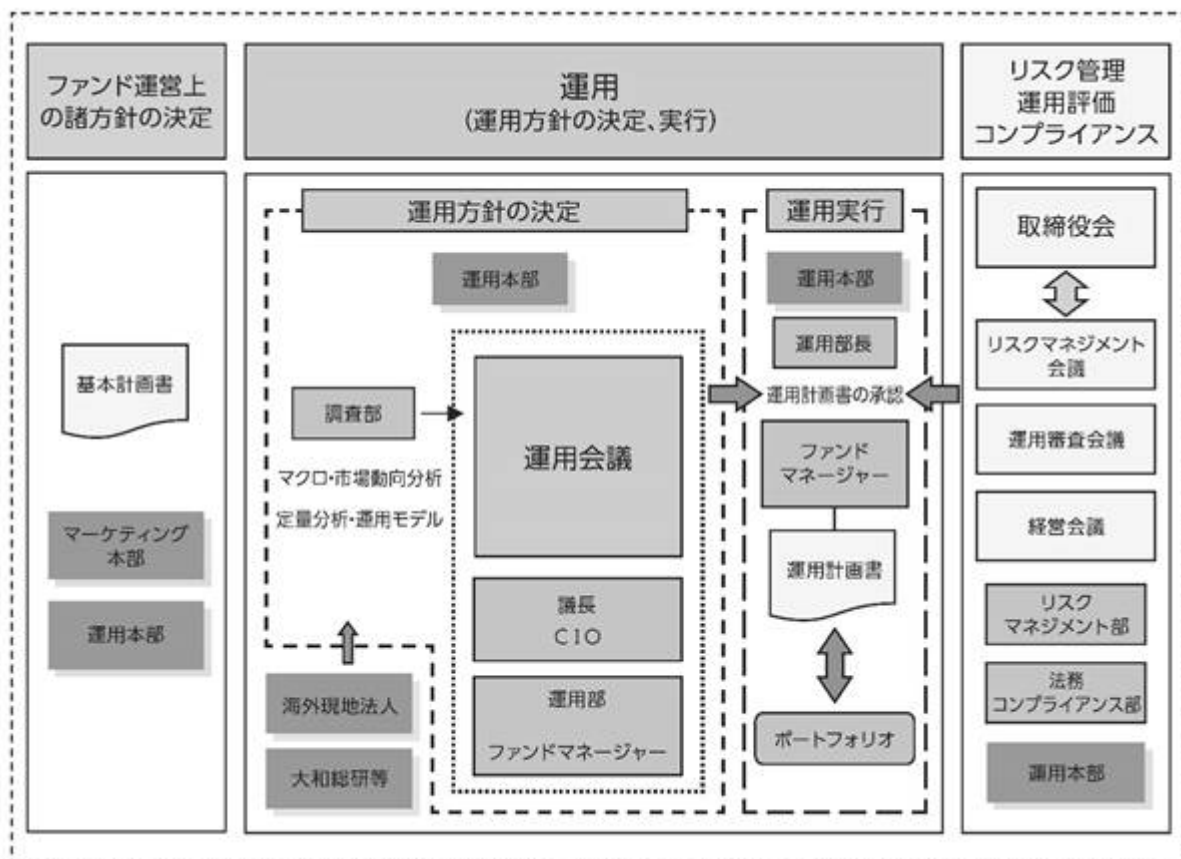 ファンド運営上
の諸方針の決定
基本計画書
マーケティング
本部
運用本部
運用
(運用方針の決定、実行)
運用方針の決定
運用本部
調査部
マクロ・市場動向分析
定量分析・運用モデル
海外現地法人
大和総研等
運用会議
議長
CIO
運用部
ファンドマネージャー
運用実行
運用本部
運用部長
運用計画書の承認
ファンド
マネージャー
運用計画書
ポートフォリオ
リスク管理
運用評価
コンプライアンス
取締役会
リスクマネジメント
会議
運用審査会議
経営会議
リスク
マネジメント部
法務
コンプライアンス部
運用本部